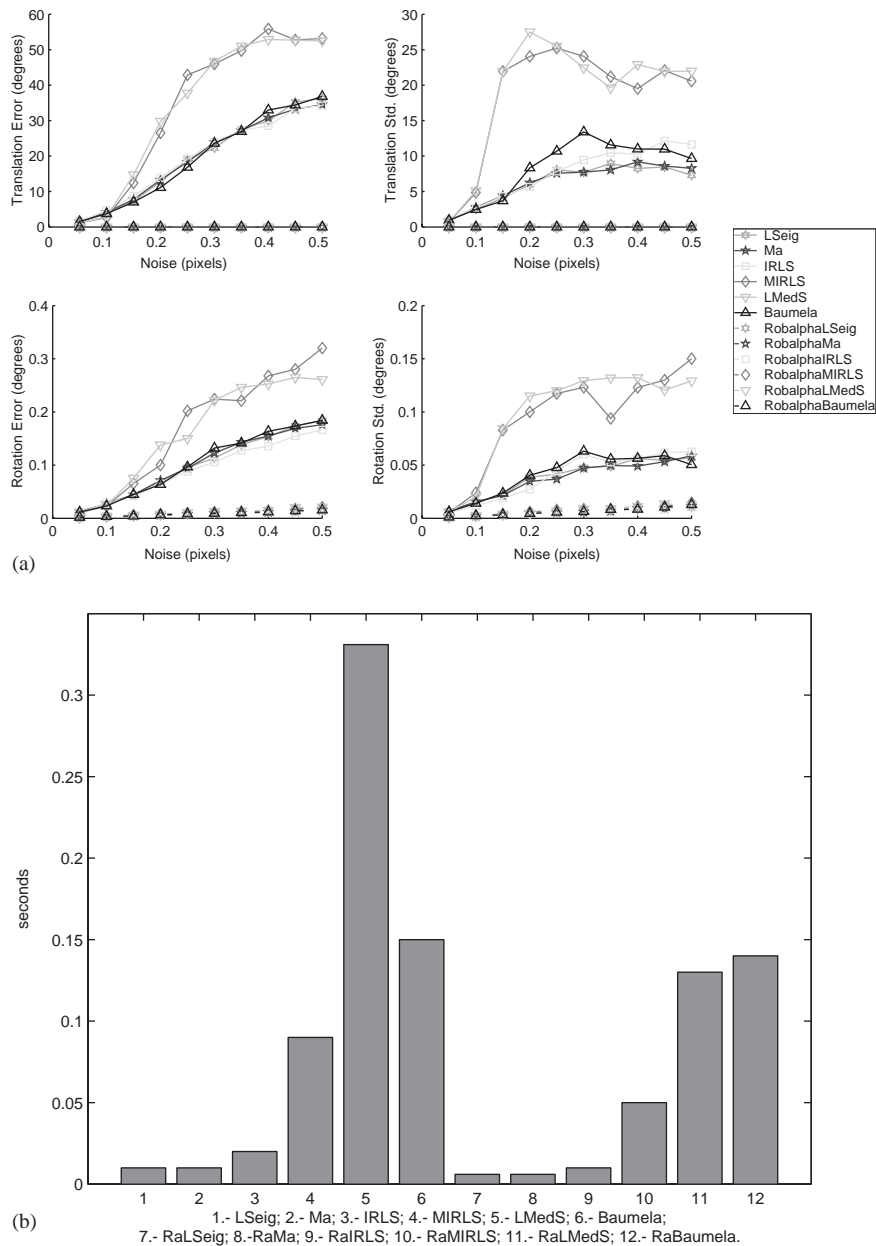 Translation Error (degrees)
60
50
40
30
20
10
0
0 0.1 0.2 0.3 0.4 0.5
Noise (pixels)
Translation Std. (degrees)
30
25
20
15
10
5
0
0 0.1 0.2 0.3 0.4 0.5
Noise (pixels)
LSeig
Ma
IRLS
MIRLS
LMedS
Baumela
RobalphaLSeig
RobalphaMa
RobalphaIRLS
RobalphaMIRLS
RobalphaLMedS
RobalphaBaumela
Rotation Error (degrees)
0.4
0.3
0.2
0.1
0
0 0.1 0.2 0.3 0.4 0.5
Noise (pixels)
Rotation Std. (degrees)
0.2
0.15
0.1
0.05
0
0 0.1 0.2 0.3 0.4 0.5
Noise (pixels)
(a)
seconds
0.3
0.25
0.2
0.15
0.1
0.05
0
1 2 3 4 5 6 7 8 9 10 11 12
1.- LSeig; 2.- Ma; 3.- IRLS; 4.- MIRLS; 5.- LMedS; 6.- Baumela;
(b)
7.- RaLSeig; 8.-RaMa; 9.- RaIRLS; 10.- RaMIRLS; 11.- RaLMedS; 12.- RaBaumela.